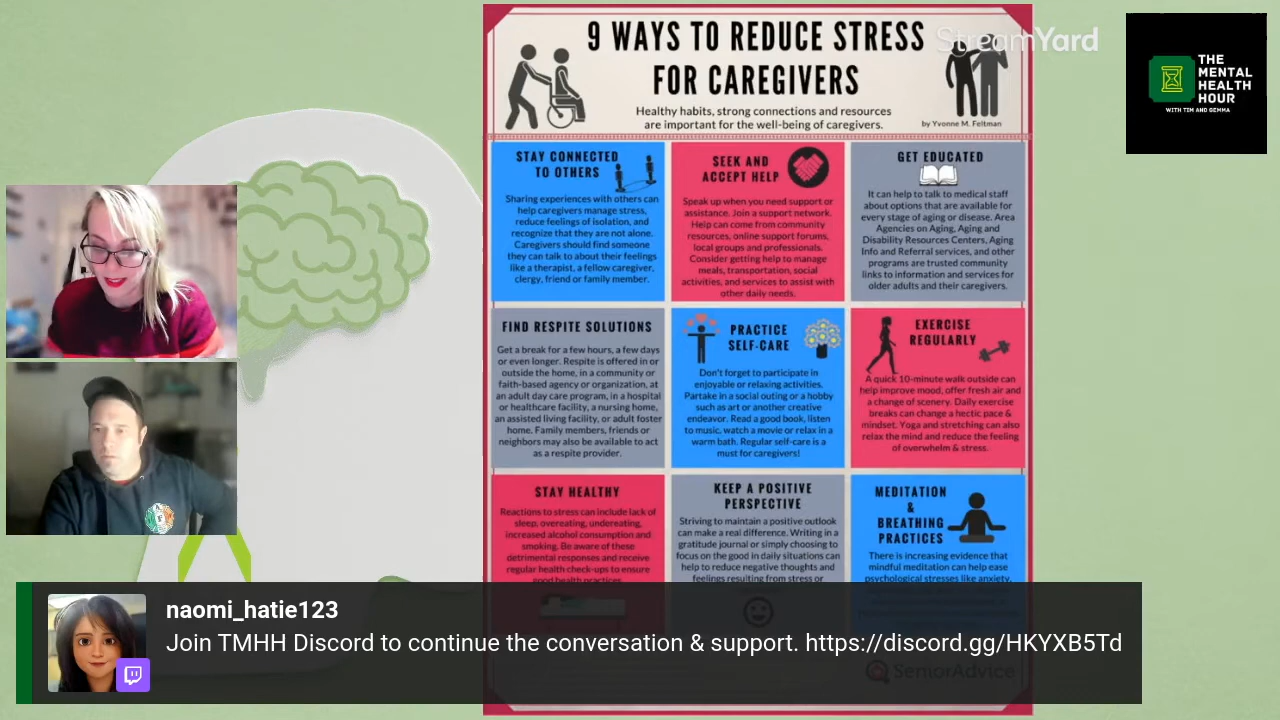 9 WAYS TO REDUCE STRESS
FOR CAREGIVERS
Healthy habits, strong connections and resources
are important for the well-being of caregivers.
by Yvonne M. Feltman
StreamYard
THE
MENTAL
HEALTH
HOUR
WITH TIM AND GEMMA
STAY CONNECTED
TO OTHERS
Sharing experiences with others can
help caregivers manage stress,
reduce feelings of isolation, and
recognize that they are not alone.
Caregivers should find someone
they can talk to about their feelings
like a therapist, a fellow caregiver,
clergy, friend or family member.
SEEK AND
ACCEPT HELP
Speak up when you need support or
assistance. Join a support network.
Help can come from community
resources, online support forums,
local groups and professionals.
Consider getting help to manage
meals, transportation, social
activities, and services to assist with
other daily needs.
GET EDUCATED
It can help to talk to medical staff
about options that are available for
every stage of aging or disease. Area
Agencies on Aging, Aging and
Disability Resources Centers, Aging
Info and Referral services, and other
programs are trusted community
links to information and services for
older adults and their caregivers.
FIND RESPITE SOLUTIONS
Get a break for a few hours, a few days
or even longer. Respite is offered in or
outside the home, in a community or
faith-based agency or organization, at
an adult day care program, in a hospital
or healthcare facility, a nursing home,
an assisted living facility, or adult foster
home. Family members, friends or
neighbors may also be available to act
as a respite provider.
PRACTICE
SELF-CARE
Don't forget to participate in
enjoyable or relaxing activities.
Partake in a social outing or a hobby
such as art or another creative
endeavor. Read a good book, listen
to music, watch a movie or relax in a
warm bath. Regular self-care is a
must for caregivers!
EXERCISE
REGULARLY
A quick 10-minute walk outside can
help improve mood, offer fresh air and
a change of scenery. Daily exercise
breaks can change a hectic pace &
mindset. Yoga and stretching can also
relax the mind and reduce the feeling
of overwhelm & stress.
STAY HEALTHY
Reactions to stress can include lack of
sleep, overeating, undereating,
increased alcohol consumption and
smoking. Be aware of these
detrimental responses and receive
regular health check-ups to ensure
good health practices.
KEEP A POSITIVE
PERSPECTIVE
Striving to maintain a positive outlook
can make a real difference. Writing in a
gratitude journal or simply choosing to
focus on the good in daily situations can
help to reduce negative thoughts and
feelings resulting from stress or
MEDITATION
&
BREATHING
PRACTICES
There is increasing evidence that
mindful meditation can help ease
psychological stresses like anxiety,
SeniorAdvice
naomi_hatie123
Join TMHH Discord to continue the conversation & support. https://discord.gg/HKYXB5Td